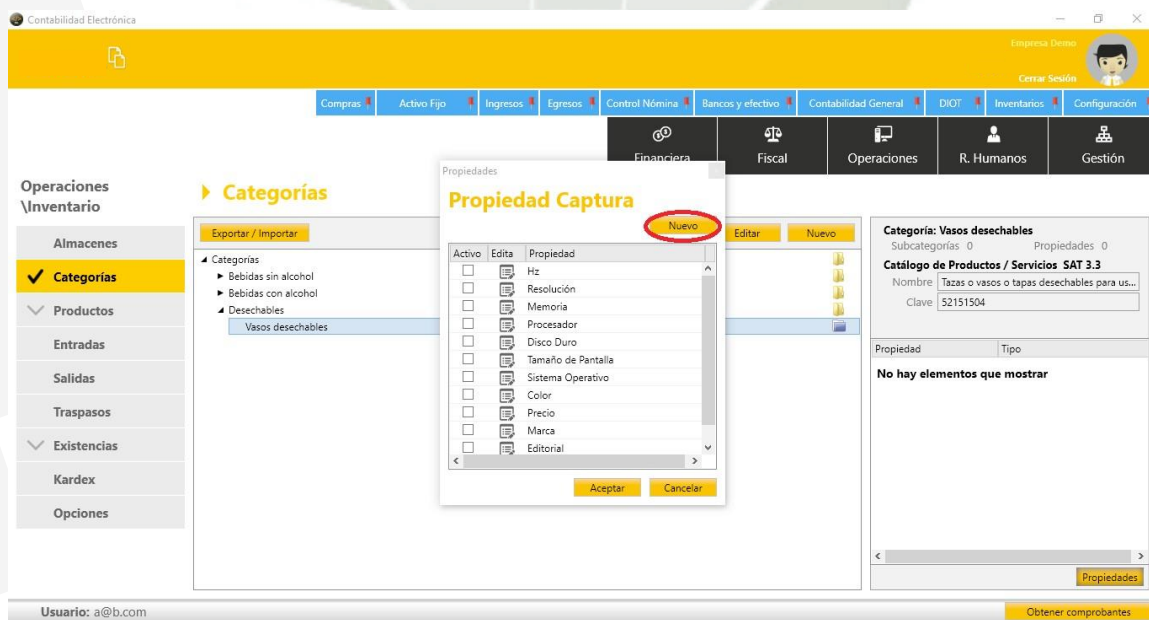 Contabilidad Electrónica
Empresa Demo
Cerrar Sesión
Compras Activo Fijo Ingresos Egresos Control Nómina Bancos y efectivo Contabilidad General DIOT Inventarios Configuración
Financiera Fiscal Operaciones R. Humanos Gestión
Operaciones
\Inventario
Almacenes
Categorías
Productos
Entradas
Salidas
Traspasos
Existencias
Kardex
Opciones
Categorías
Exportar / Importar Editar Nuevo
Categorías
Bebidas sin alcohol
Bebidas con alcohol
Desechables
Vasos desechables
Propiedades
Propiedad Captura
Nuevo
Activo Edita Propiedad
Hz
Resolución
Memoria
Procesador
Disco Duro
Tamaño de Pantalla
Sistema Operativo
Color
Precio
Marca
Editorial
Aceptar Cancelar
Categoría: Vasos desechables
Subcategorías 0 Propiedades 0
Catálogo de Productos / Servicios SAT 3.3
Nombre Tazas o vasos o tapas desechables para us...
Clave 52151504
Propiedad Tipo
No hay elementos que mostrar
Propiedades
Usuario: a@b.com Obtener comprobantes